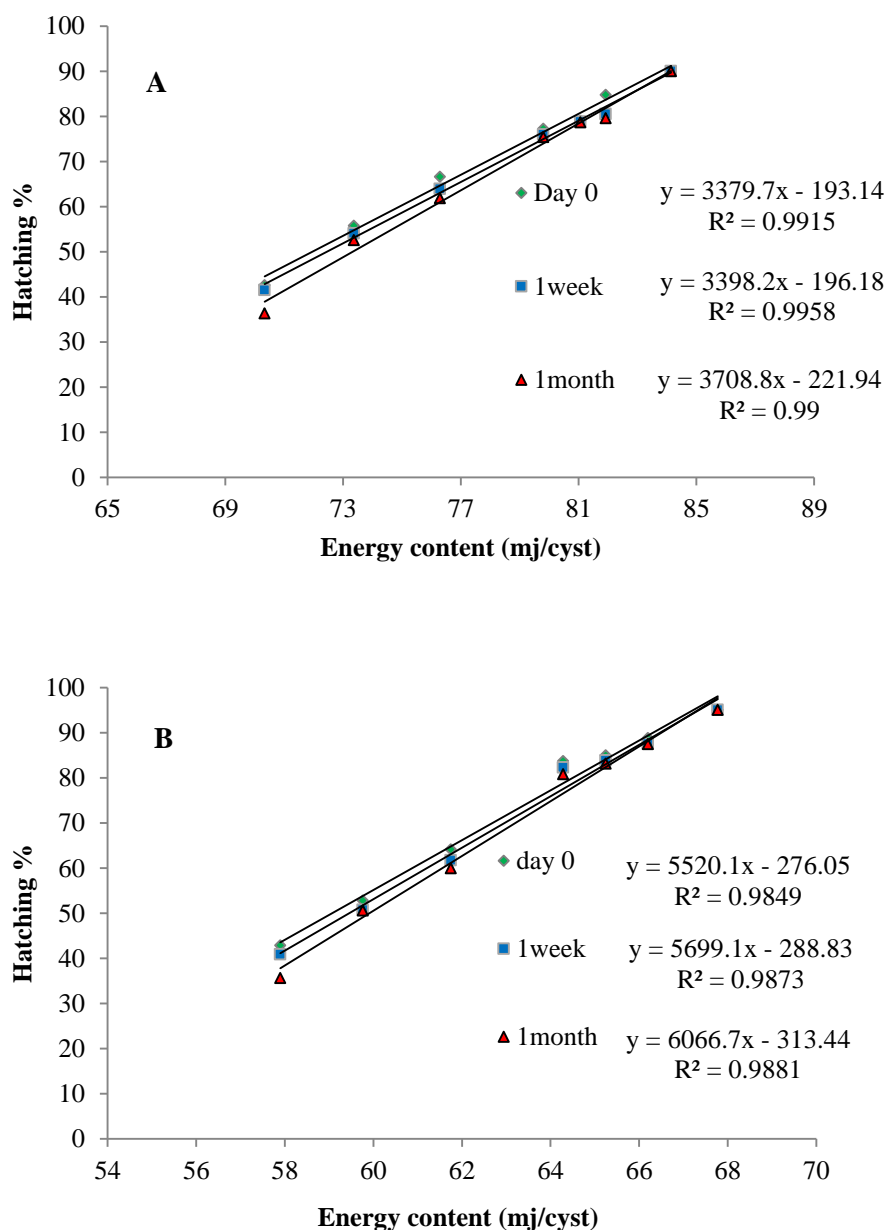 A
Hatching %
100
90
80
70
60
50
40
30
20
10
0
Day 0 y = 3379.7x - 193.14
R² = 0.9915
1week y = 3398.2x - 196.18
R² = 0.9958
1month y = 3708.8x - 221.94
R² = 0.99
65 69 73 77 81 85 89
Energy content (mj/cyst)
B
Hatching %
100
90
80
70
60
50
40
30
20
10
0
day 0 y = 5520.1x - 276.05
R² = 0.9849
1week y = 5699.1x - 288.83
R² = 0.9873
1month y = 6066.7x - 313.44
R² = 0.9881
54 56 58 60 62 64 66 68 70
Energy content (mj/cyst)